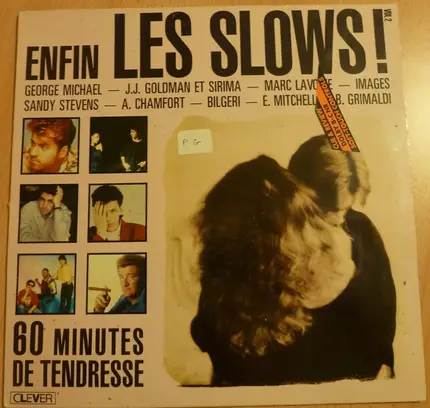 ENFIN LES SLOWS!
VOL 2
GEORGE MICHAEL — J.J. GOLDMAN ET SIRIMA — MARC LAVOINE — IMAGES
SANDY STEVENS — A. CHAMFORT — BILGERI — E. MITCHELL — B. GRIMALDI
P G
60 MINUTES
DE TENDRESSE
CLEVER